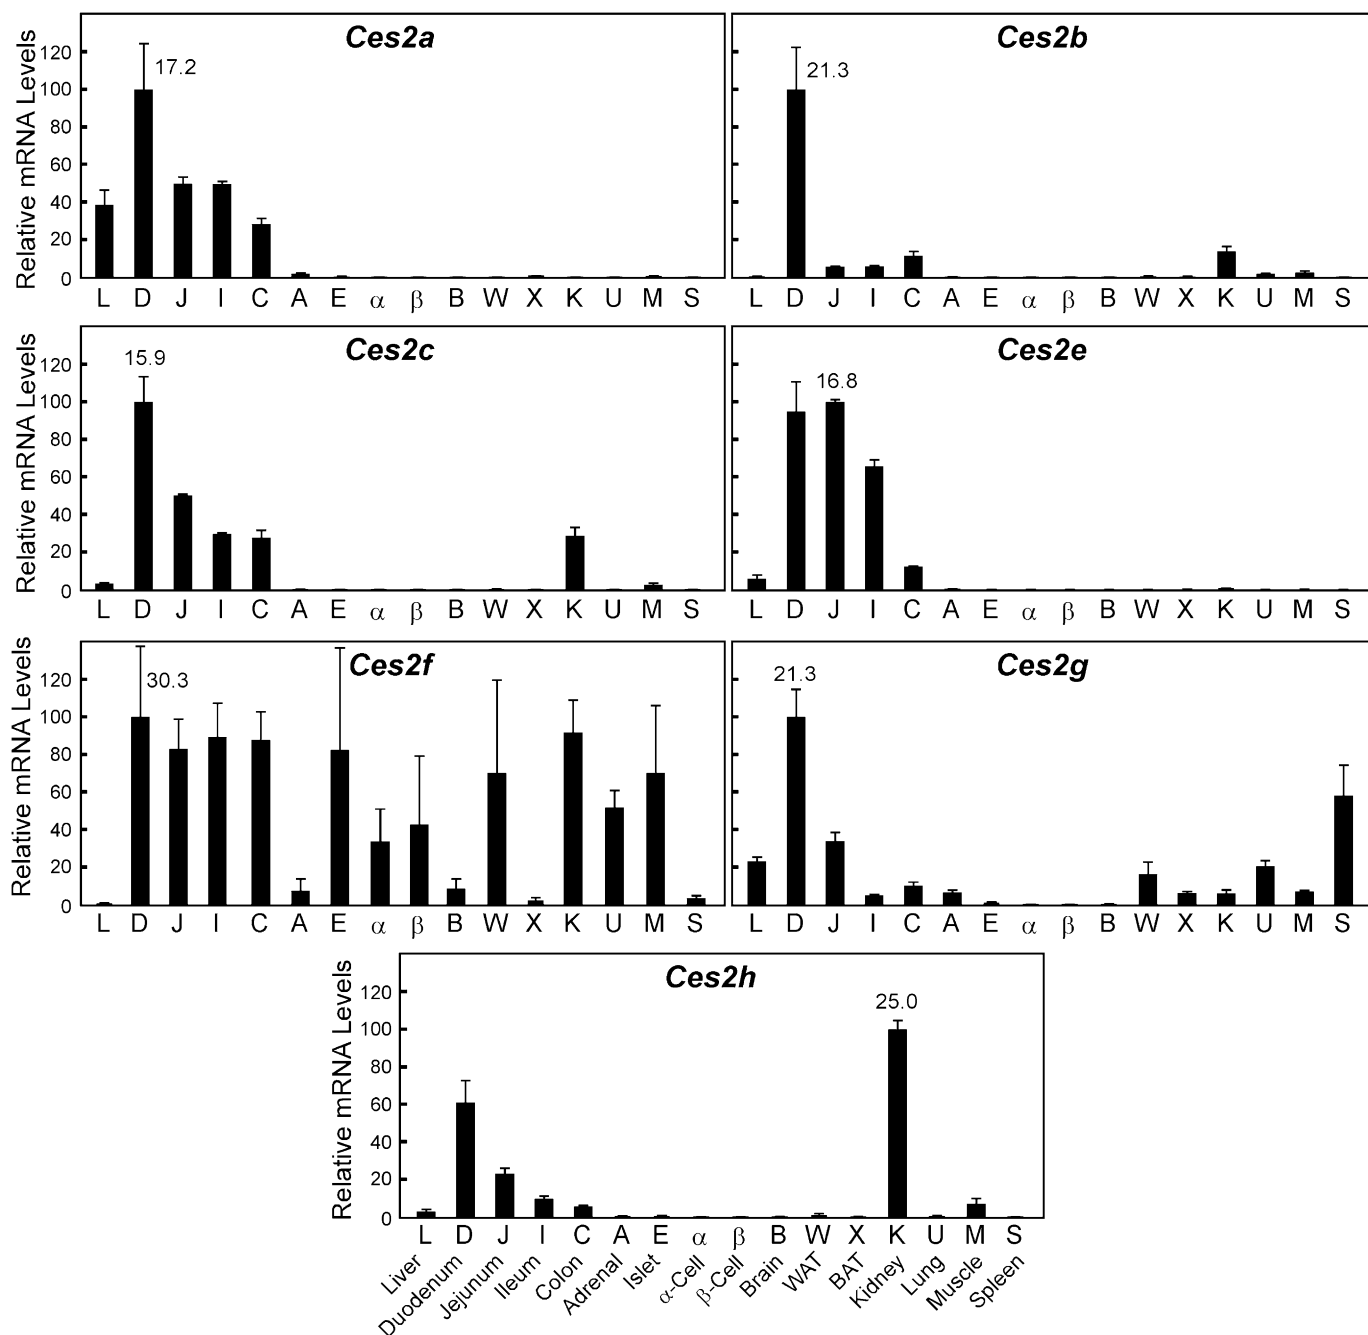 Ces2a
Relative mRNA Levels
120
100
80
60
40
20
0
17.2
L D J I C A E α β B W X K U M S
Ces2b
21.3
L D J I C A E α β B W X K U M S
Ces2c
Relative mRNA Levels
120
100
80
60
40
20
0
15.9
L D J I C A E α β B W X K U M S
Ces2e
16.8
L D J I C A E α β B W X K U M S
Ces2f
Relative mRNA Levels
120
100
80
60
40
20
0
30.3
L D J I C A E α β B W X K U M S
Ces2g
21.3
L D J I C A E α β B W X K U M S
Ces2h
Relative mRNA Levels
120
100
80
60
40
20
0
25.0
L D J I C A E α β B W X K U M S
Liver
Duodenum
Jejunum
Ileum
Colon
Adrenal
Islet
α-Cell
β-Cell
Brain
WAT
BAT
Kidney
Lung
Muscle
Spleen